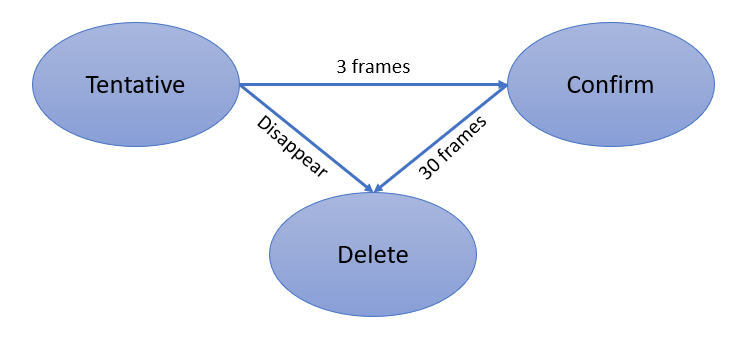 3 frames
Tentative
Confirm
Disappear
30 frames
Delete